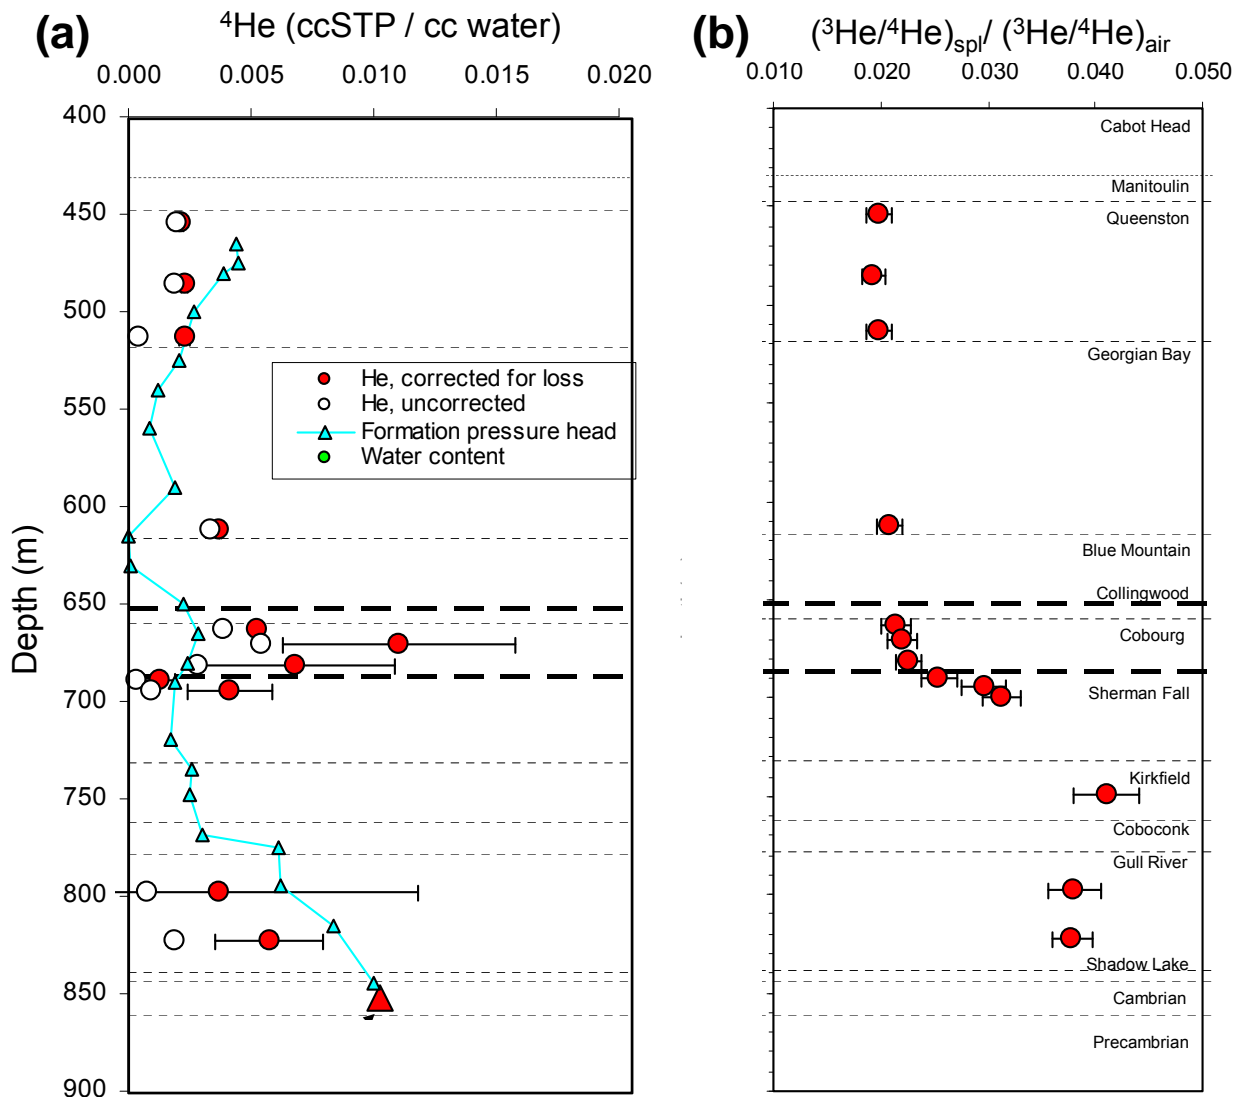 (a)
⁴He (ccSTP / cc water)
0.000 0.005 0.010 0.015 0.020
Depth (m)
400
450
500
550
600
650
700
750
800
850
900
He, corrected for loss
He, uncorrected
Formation pressure head
Water content
(b)
(³He/⁴He)spl/ (³He/⁴He)air
0.010 0.020 0.030 0.040 0.050
Cabot Head
Manitoulin
Queenston
Georgian Bay
Blue Mountain
Collingwood
Cobourg
Sherman Fall
Kirkfield
Coboconk
Gull River
Shadow Lake
Cambrian
Precambrian